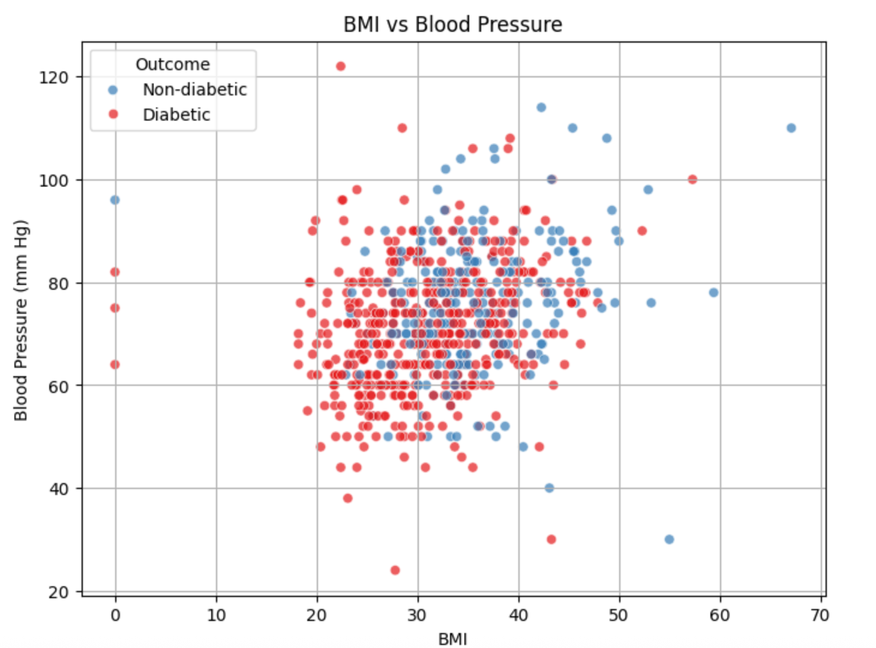 BMI vs Blood Pressure
Outcome
Non-diabetic
Diabetic
120
100
80
60
40
20
Blood Pressure (mm Hg)
0 10 20 30 40 50 60 70
BMI